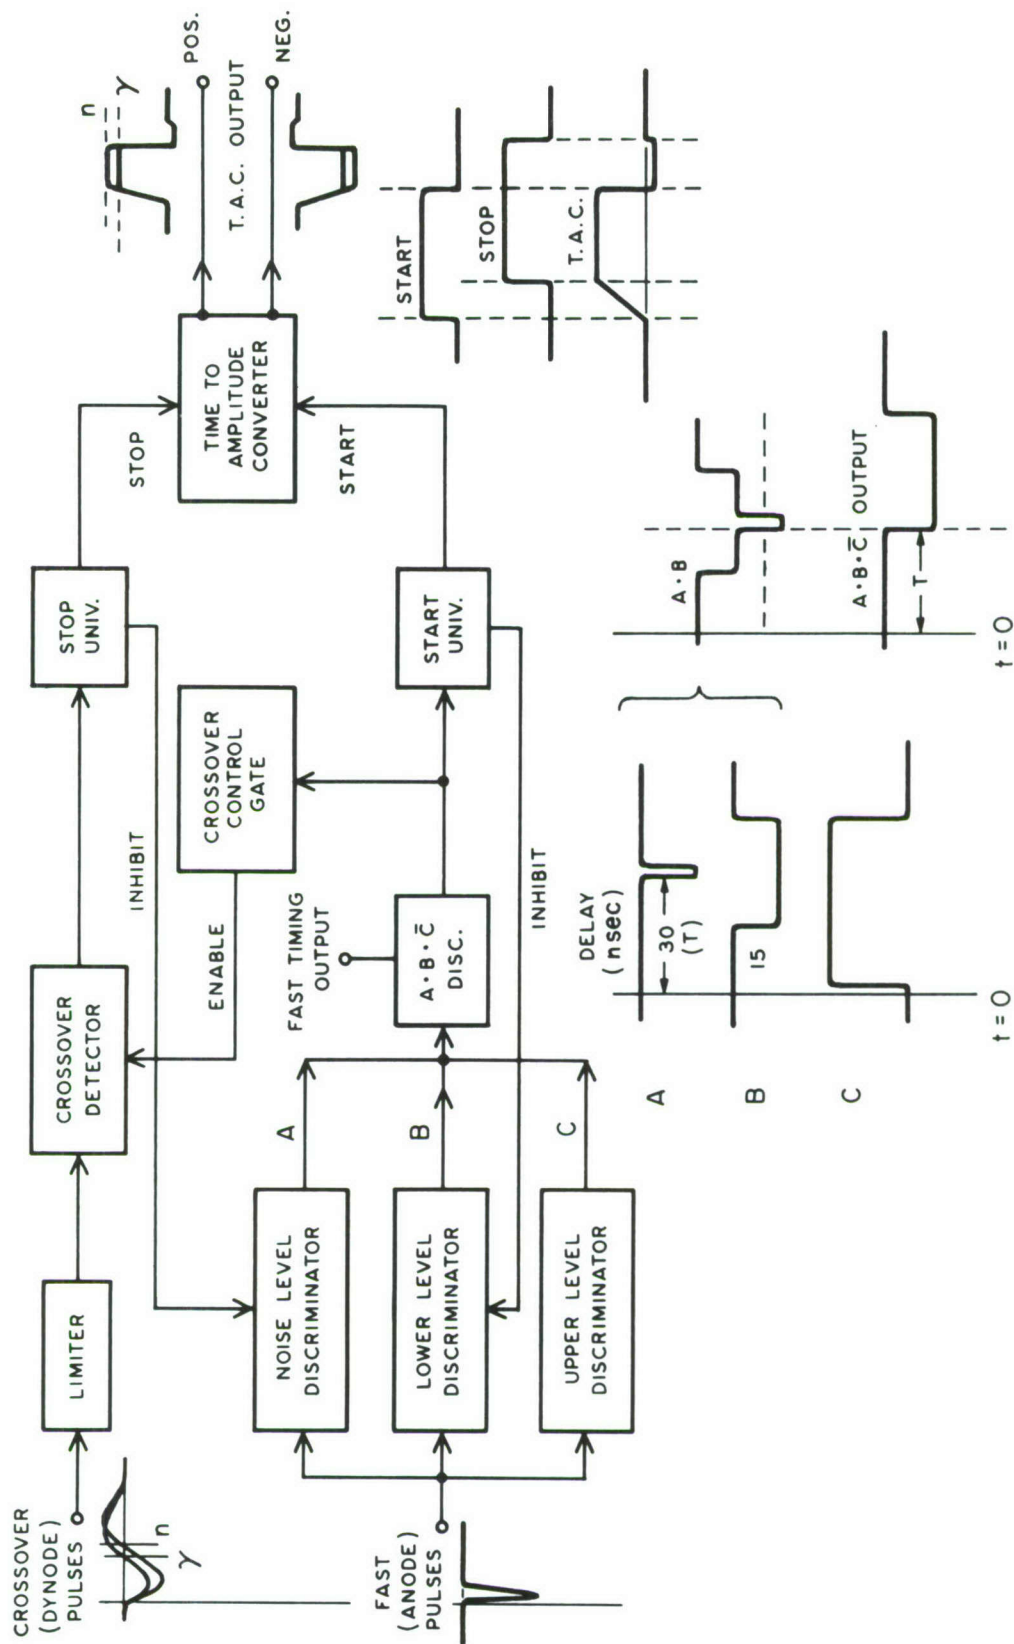 CROSSOVER
(DYNODE)
PULSES
n
γ
LIMITER
CROSSOVER
DETECTOR
STOP
UNIV.
STOP
INHIBIT
ENABLE
CROSSOVER
CONTROL
GATE
TIME TO
AMPLITUDE
CONVERTER
n
γ
POS.
T.A.C. OUTPUT
NEG.
FAST
(ANODE)
PULSES
NOISE LEVEL
DISCRIMINATOR
LOWER LEVEL
DISCRIMINATOR
UPPER LEVEL
DISCRIMINATOR
A
B
C
FAST TIMING
OUTPUT
A·B·C̄
DISC.
INHIBIT
START
UNIV.
START
START
STOP
T.A.C.
DELAY
(nsec)
A
30
(T)
B
15
C
t=0
A·B
A·B·C̄ OUTPUT
T
t=0